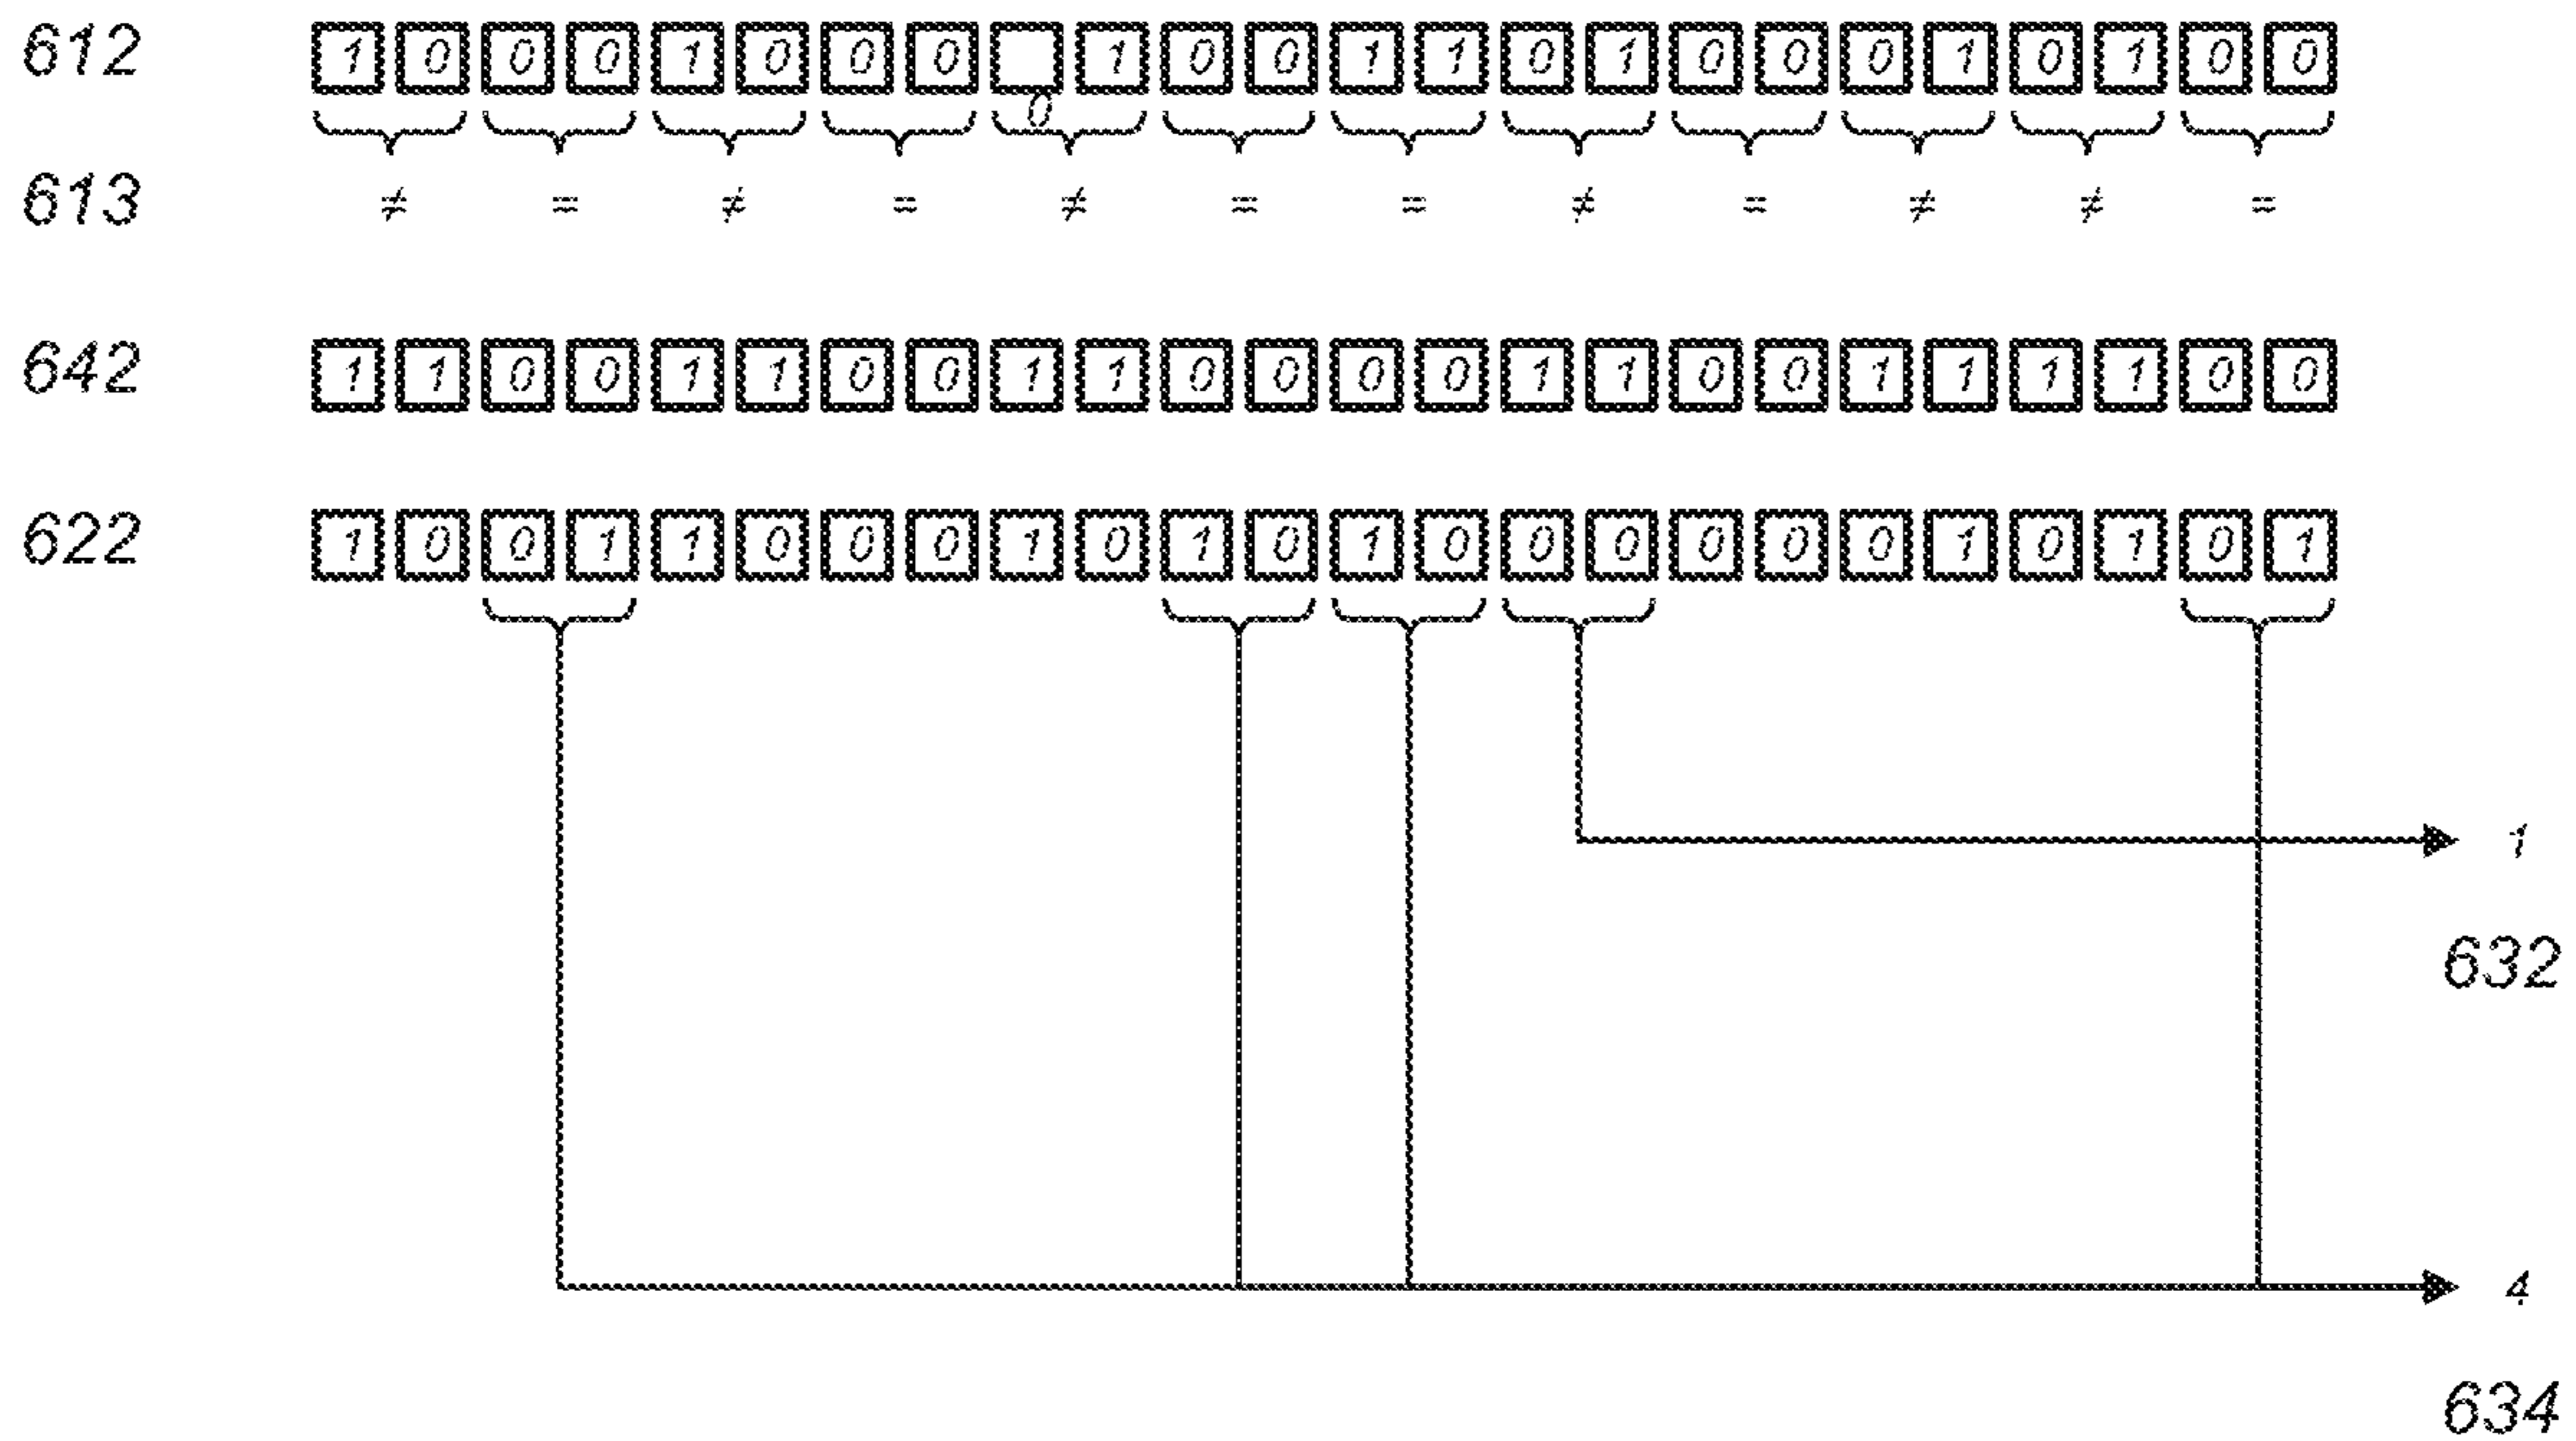 612 1 0 0 0 1 0 0 0 0 1 0 0 1 1 0 1 0 0 0 1 0 1 0 0
613 ≠ = ≠ = ≠ = = ≠ = ≠ ≠ =
642 1 1 0 0 1 1 0 0 1 1 0 0 0 0 1 1 0 0 1 1 1 1 0 0
622 1 0 0 1 1 0 0 0 1 0 1 0 1 0 0 0 0 0 0 1 0 1 0 1
1
632
4
634